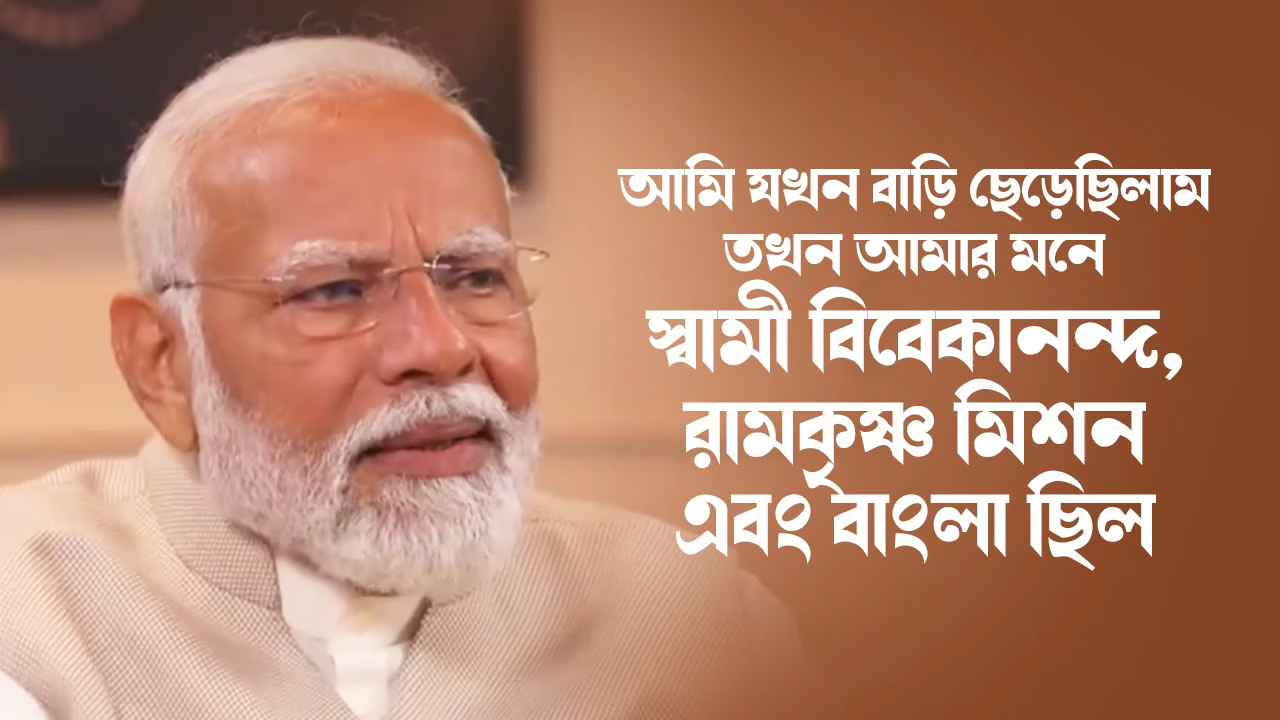 আমি যখন বাড়ি ছেড়েছিলাম
তখন আমার মনে
স্বামী বিবেকানন্দ,
রামকৃষ্ণ মিশন
এবং বাংলা ছিল